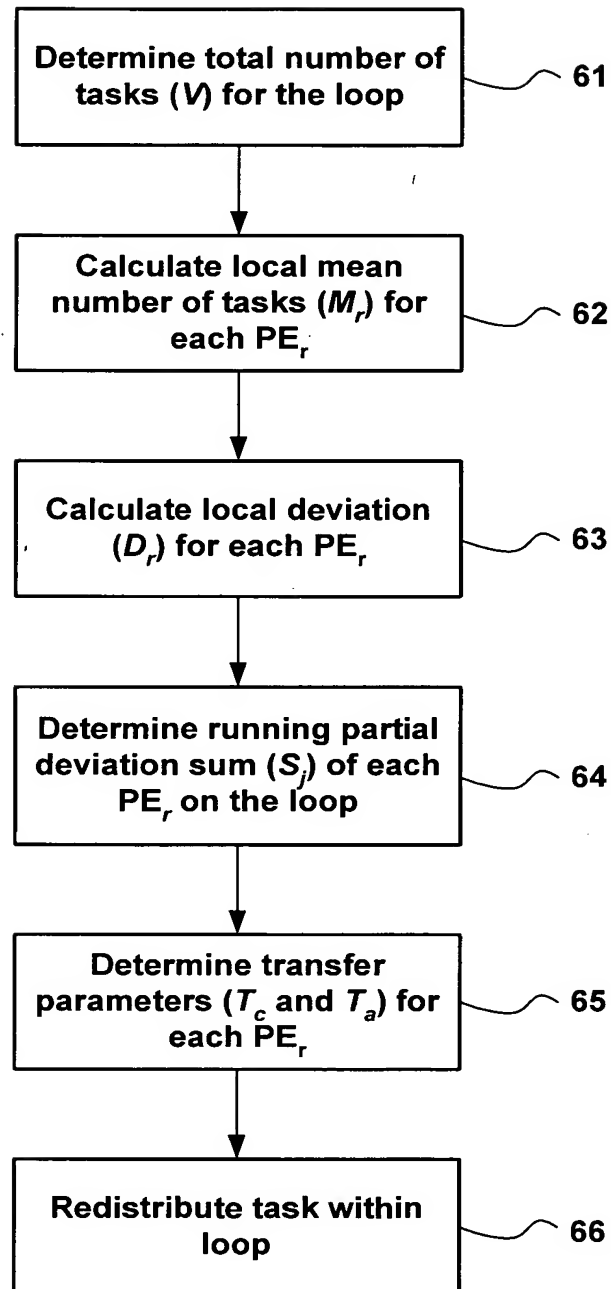 Determine total number of
tasks (V) for the loop
61
Calculate local mean
number of tasks (Mr) for
each PEr
62
Calculate local deviation
(Dr) for each PEr
63
Determine running partial
deviation sum (Sj) of each
PEr on the loop
64
Determine transfer
parameters (Tc and Ta) for
each PEr
65
Redistribute task within
loop
66